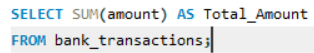 SELECT SUM(amount) AS Total_Amount
FROM bank_transactions;